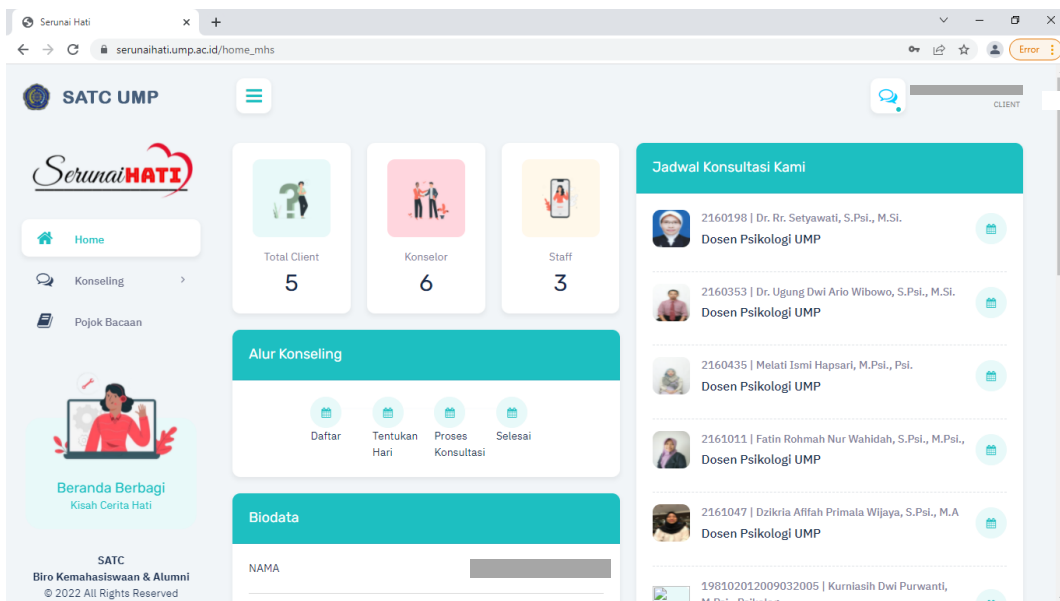 Serunai Hati
serunaihati.ump.ac.id/home_mhs
Error
SATC UMP
CLIENT
Serunai HATI
Home
Konseling
Pojok Bacaan
Beranda Berbagi
Kisah Cerita Hati
SATC
Biro Kemahasiswaan & Alumni
© 2022 All Rights Reserved
Total Client
5
Konselor
6
Staff
3
Alur Konseling
Daftar
Tentukan
Hari
Proses
Konsultasi
Selesai
Biodata
NAMA
Jadwal Konsultasi Kami
2160198 | Dr. Rr. Setyawati, S.Psi., M.Si.
Dosen Psikologi UMP
2160353 | Dr. Ugung Dwi Ario Wibowo, S.Psi., M.Si.
Dosen Psikologi UMP
2160435 | Melati Ismi Hapsari, M.Psi., Psi.
Dosen Psikologi UMP
2161011 | Fatin Rohmah Nur Wahidah, S.Psi., M.Psi.,
Dosen Psikologi UMP
2161047 | Dzikria Afifah Primala Wijaya, S.Psi., M.A
Dosen Psikologi UMP
198102012009032005 | Kurniasih Dwi Purwanti,